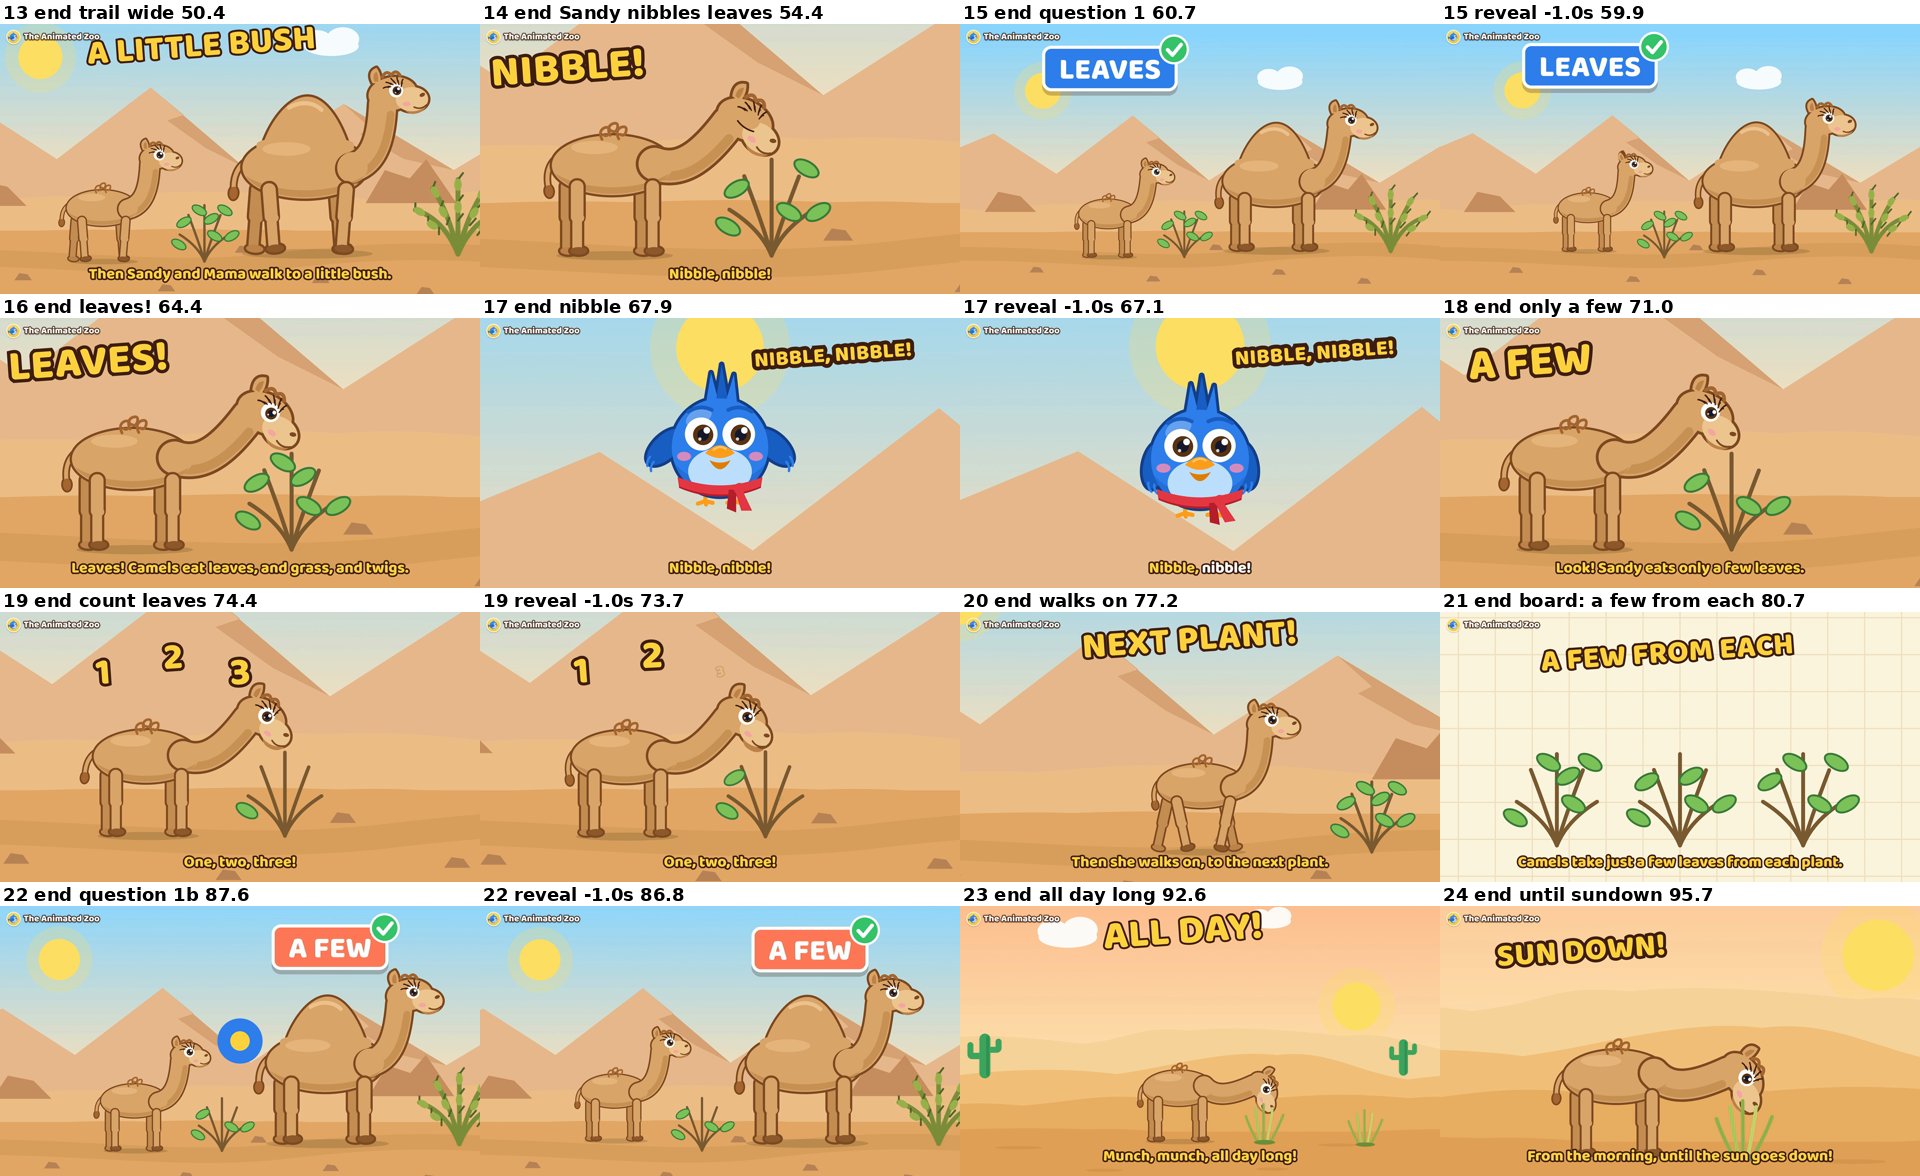 13 end trail wide 50.4
The Animated Zoo
A LITTLE BUSH
Then Sandy and Mama walk to a little bush.
14 end Sandy nibbles leaves 54.4
The Animated Zoo
NIBBLE!
Nibble, nibble!
15 end question 1 60.7
The Animated Zoo
LEAVES
15 reveal -1.0s 59.9
The Animated Zoo
LEAVES
16 end leaves! 64.4
The Animated Zoo
LEAVES!
Leaves! Camels eat leaves, and grass, and twigs.
17 end nibble 67.9
The Animated Zoo
NIBBLE, NIBBLE!
Nibble, nibble!
17 reveal -1.0s 67.1
The Animated Zoo
NIBBLE, NIBBLE!
Nibble, nibble!
18 end only a few 71.0
The Animated Zoo
A FEW
Look! Sandy eats only a few leaves.
19 end count leaves 74.4
The Animated Zoo
1 2 3
One, two, three!
19 reveal -1.0s 73.7
The Animated Zoo
1 2 3
One, two, three!
20 end walks on 77.2
The Animated Zoo
NEXT PLANT!
Then she walks on, to the next plant.
21 end board: a few from each 80.7
The Animated Zoo
A FEW FROM EACH
Camels take just a few leaves from each plant.
22 end question 1b 87.6
The Animated Zoo
A FEW
22 reveal -1.0s 86.8
The Animated Zoo
A FEW
23 end all day long 92.6
The Animated Zoo
ALL DAY!
Munch, munch, all day long!
24 end until sundown 95.7
The Animated Zoo
SUN DOWN!
From the morning, until the sun goes down!